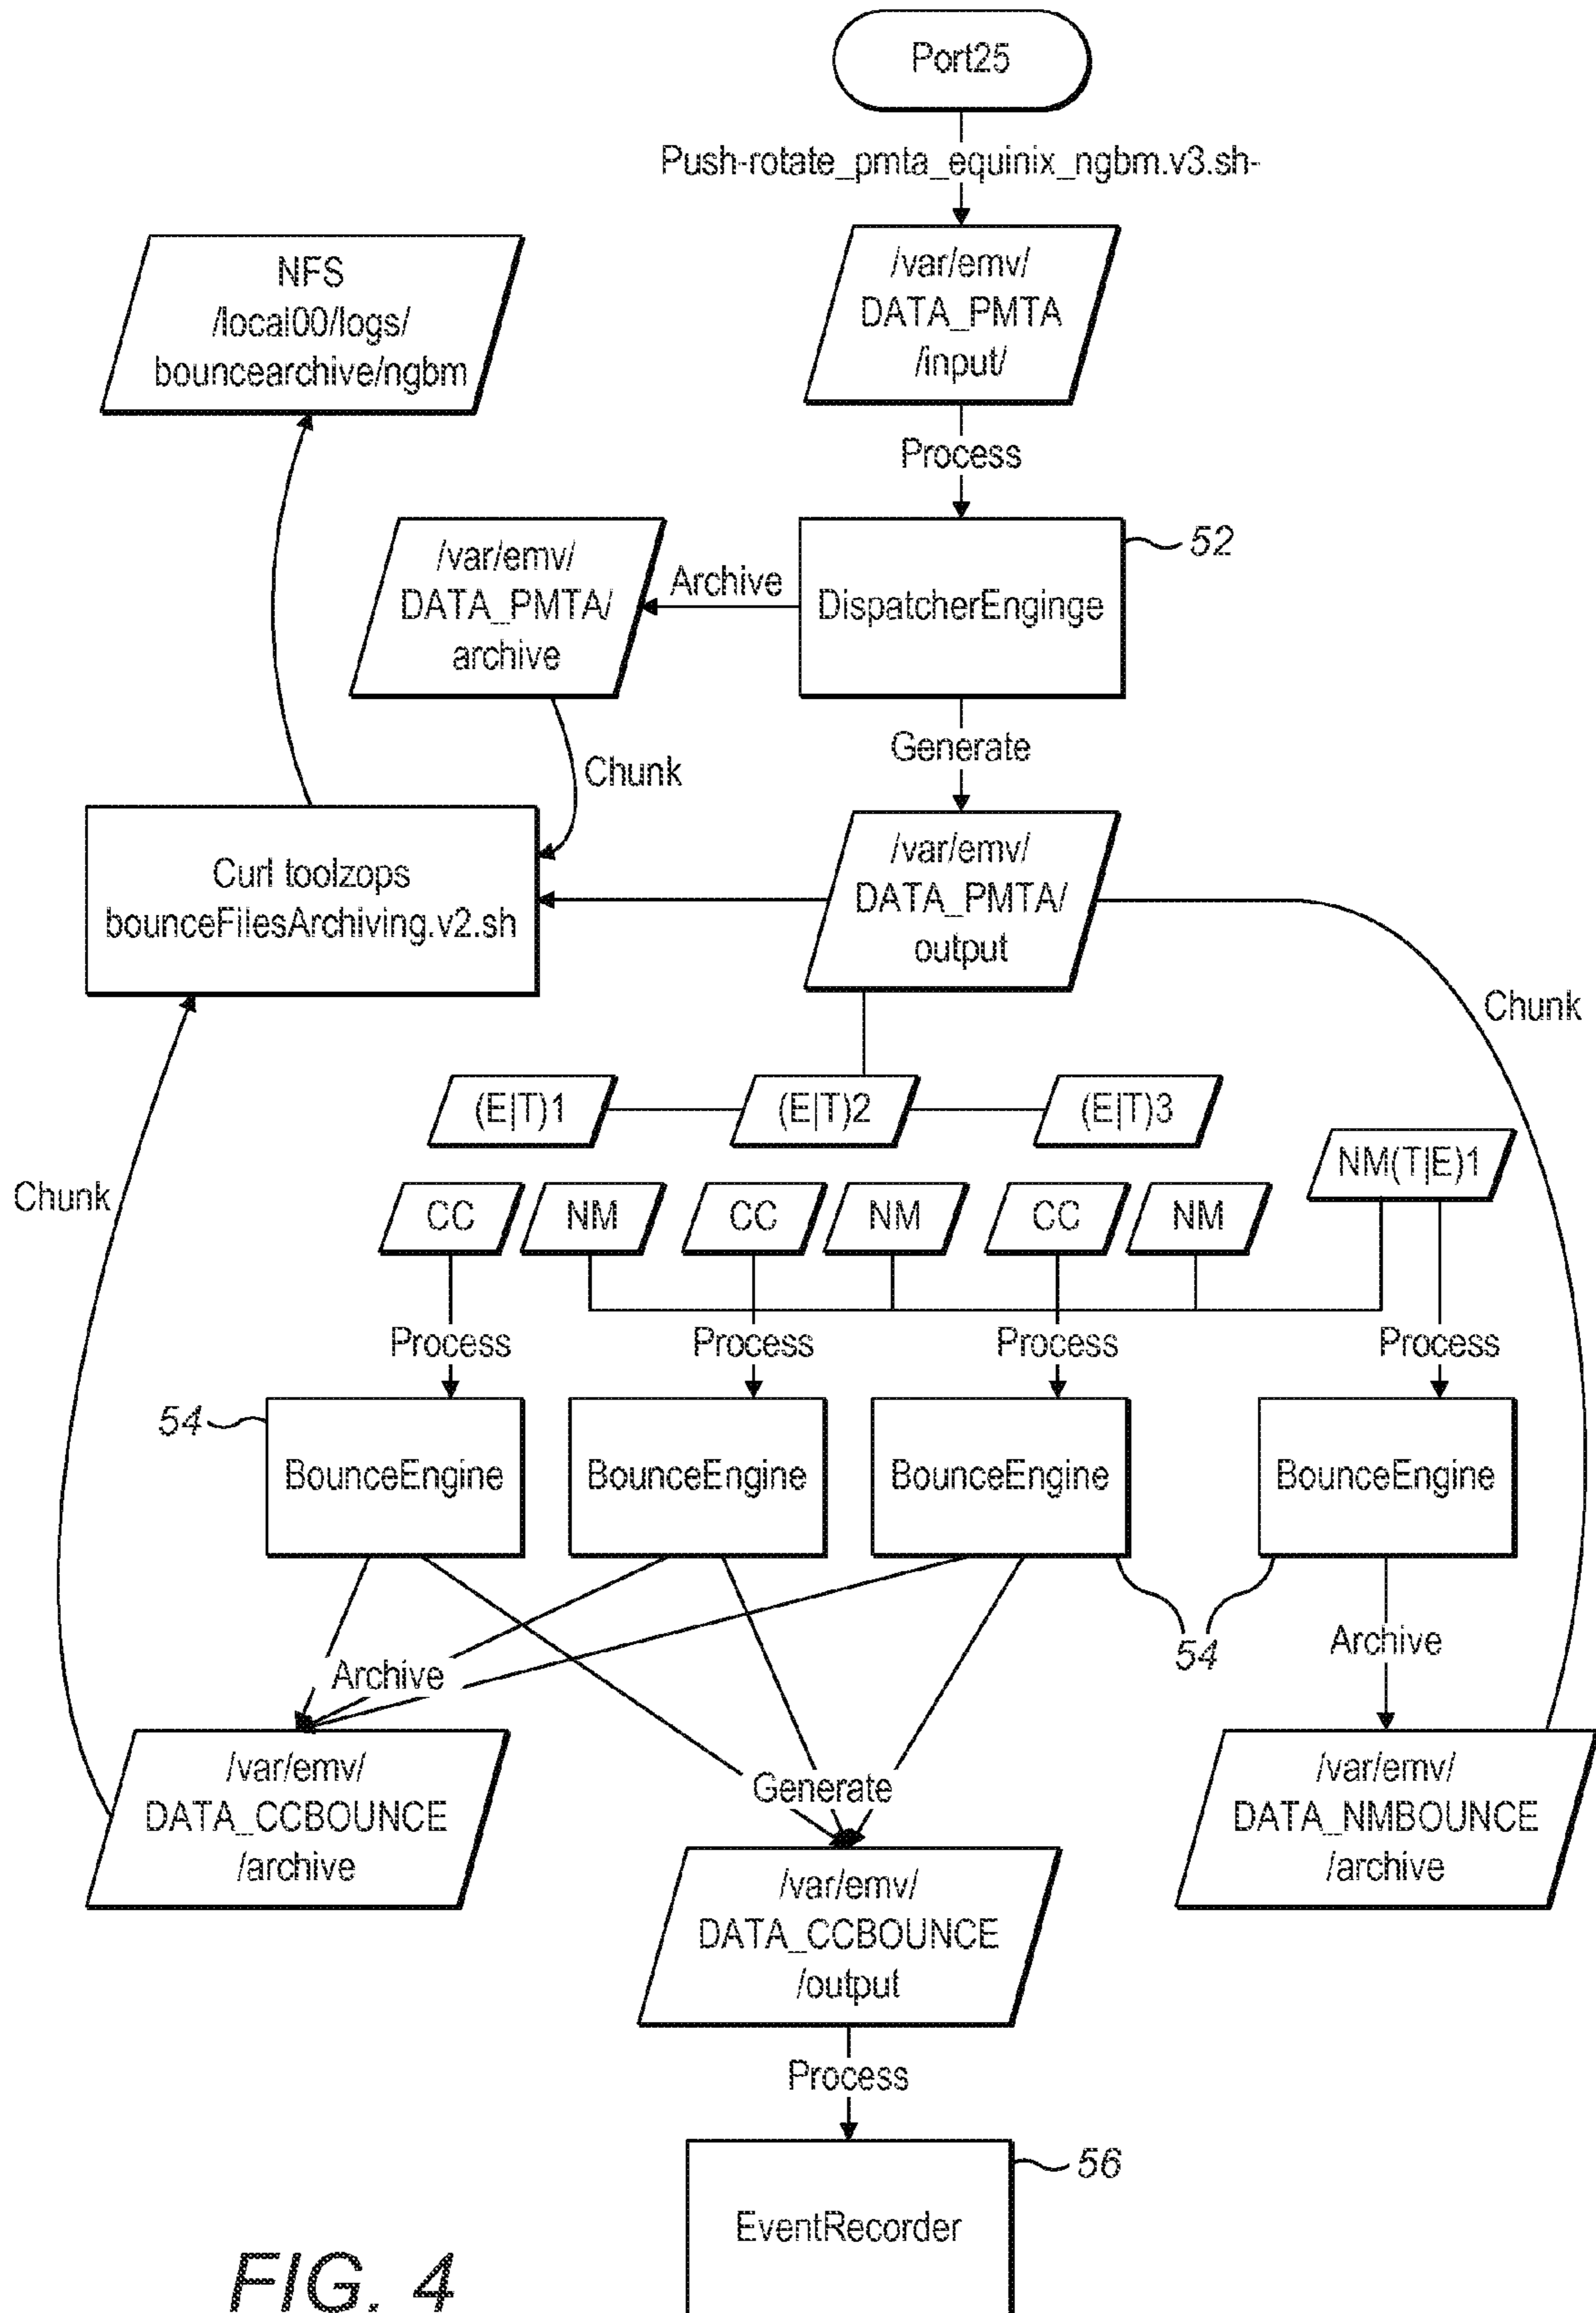 Port25
Push-rotate_pmta_equinix_ngbm.v3.sh-
/var/emv/
DATA_PMTA
/input/
NFS
/local00/logs/
bouncearchive/ngbm
Process
52
/var/emv/
DATA_PMTA/
archive
Archive
DispatcherEnginge
Generate
Chunk
Curl toolzops
bounceFilesArchiving.v2.sh
/var/emv/
DATA_PMTA/
output
Chunk
(E|T)1
(E|T)2
(E|T)3
NM(T|E)1
Chunk
CC
NM
CC
NM
CC
NM
Process
Process
Process
Process
54
BounceEngine
BounceEngine
BounceEngine
BounceEngine
54
Archive
Archive
/var/emv/
DATA_CCBOUNCE
/archive
Generate
/var/emv/
DATA_NMBOUNCE
/archive
/var/emv/
DATA_CCBOUNCE
/output
Process
56
EventRecorder
FIG. 4